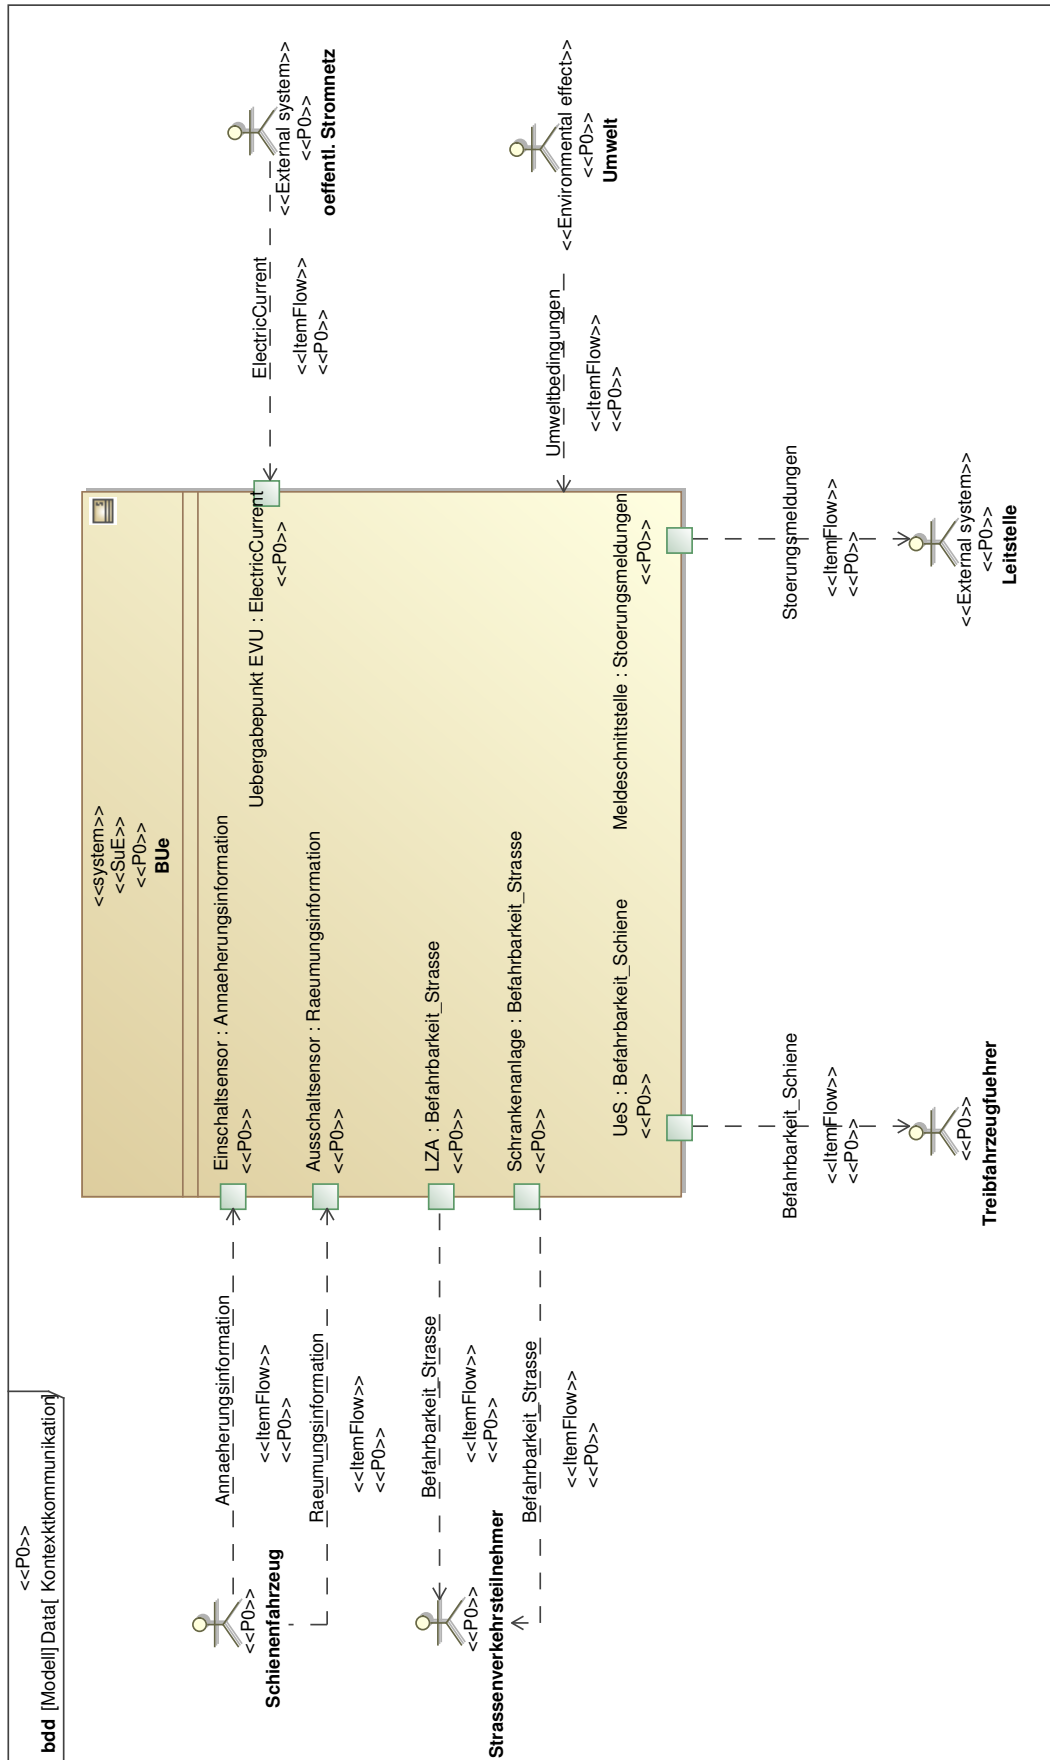 <<P0>>
bdd [Modell] Data[ Kontexktkommunikation]
<<system>>
<<SuE>>
<<P0>>
BUe
Einschaltsensor : Annaeherungsinformation
<<P0>>
Ausschaltsensor : Raeumungsinformation
<<P0>>
LZA : Befahrbarkeit_Strasse
<<P0>>
Schrankenanlage : Befahrbarkeit_Strasse
<<P0>>
UeS : Befahrbarkeit_Schiene
<<P0>>
Uebergabepunkt EVU : ElectricCurrent
<<P0>>
Meldeschnittstelle : Stoerungsmeldungen
<<P0>>
Annaeherungsinformation
<<ItemFlow>>
<<P0>>
Raeumungsinformation
<<ItemFlow>>
<<P0>>
<<P0>>
Schienenfahrzeug
Befahrbarkeit_Strasse
<<ItemFlow>>
<<P0>>
Befahrbarkeit_Strasse
<<ItemFlow>>
<<P0>>
<<P0>>
Strassenverkehrsteilnehmer
ElectricCurrent
<<ItemFlow>>
<<P0>>
<<External system>>
<<P0>>
oeffentl. Stromnetz
Umweltbedingungen
<<ItemFlow>>
<<P0>>
<<Environmental effect>>
<<P0>>
Umwelt
Befahrbarkeit_Schiene
<<ItemFlow>>
<<P0>>
<<P0>>
Treibfahrzeugfuehrer
Stoerungsmeldungen
<<ItemFlow>>
<<P0>>
<<External system>>
<<P0>>
Leitstelle